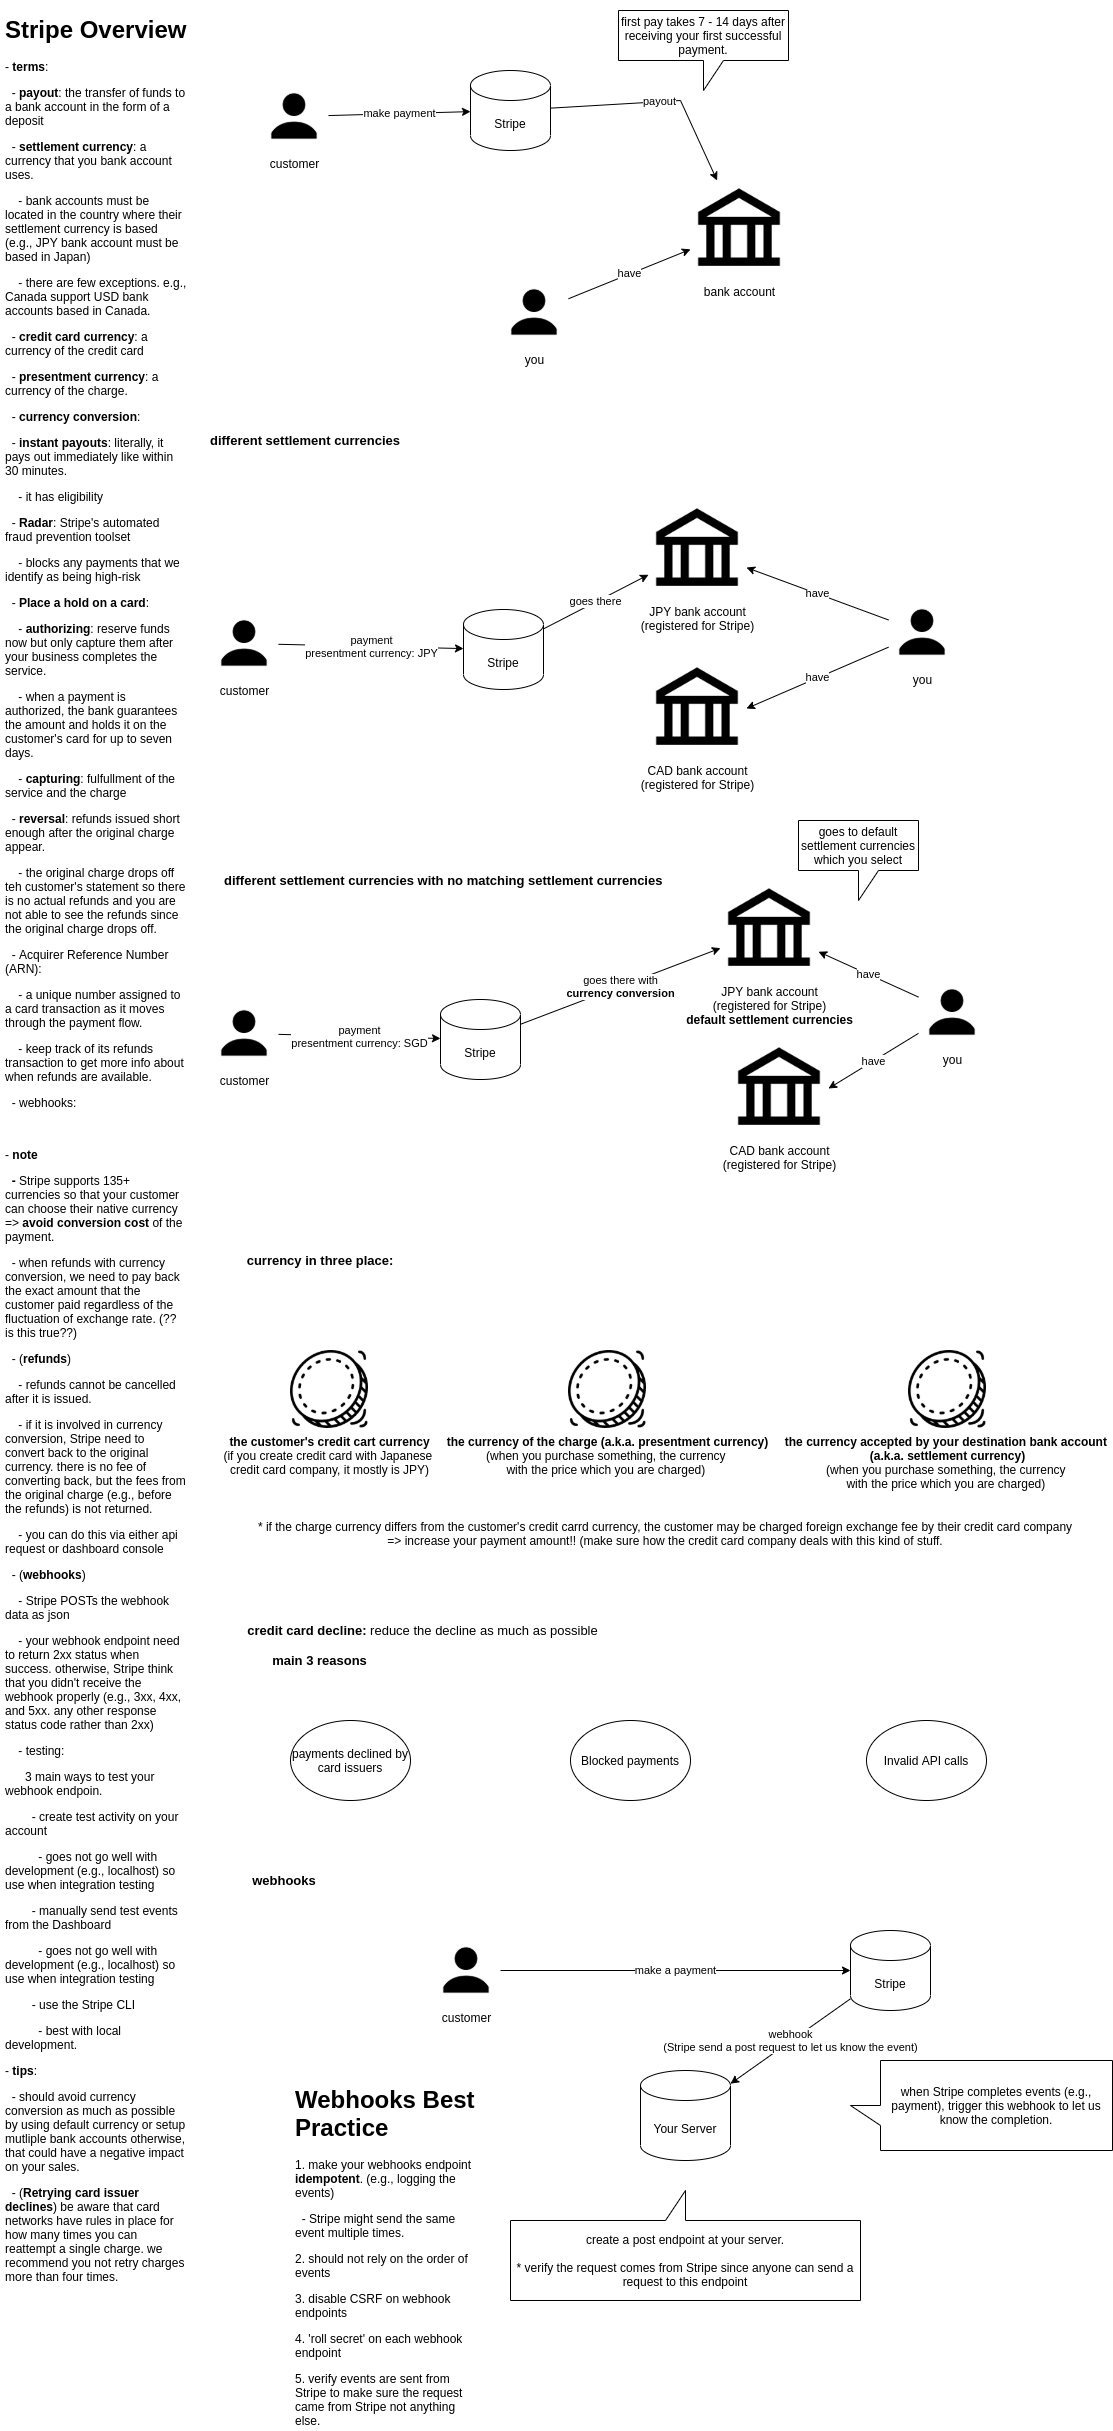 Stripe Overview
- terms:
- payout: the transfer of funds to
a bank account in the form of a
deposit
- settlement currency: a
currency that you bank account
uses.
- bank accounts must be
located in the country where their
settlement currency is based
(e.g., JPY bank account must be
based in Japan)
- there are few exceptions. e.g.,
Canada support USD bank
accounts based in Canada.
- credit card currency: a
currency of the credit card
- presentment currency: a
currency of the charge.
- currency conversion:
- instant payouts: literally, it
pays out immediately like within
30 minutes.
- it has eligibility
- Radar: Stripe's automated
fraud prevention toolset
- blocks any payments that we
identify as being high-risk
- Place a hold on a card:
- authorizing: reserve funds
now but only capture them after
your business completes the
service.
- when a payment is
authorized, the bank guarantees
the amount and holds it on the
customer's card for up to seven
days.
- capturing: fulfullment of the
service and the charge
- reversal: refunds issued short
enough after the original charge
appear.
- the original charge drops off
teh customer's statement so there
is no actual refunds and you are
not able to see the refunds since
the original charge drops off.
- Acquirer Reference Number
(ARN):
- a unique number assigned to
a card transaction as it moves
through the payment flow.
- keep track of its refunds
transaction to get more info about
when refunds are available.
- webhooks:
- note
- Stripe supports 135+
currencies so that your customer
can choose their native currency
=> avoid conversion cost of the
payment.
- when refunds with currency
conversion, we need to pay back
the exact amount that the
customer paid regardless of the
fluctuation of exchange rate. (??
is this true??)
- (refunds)
- refunds cannot be cancelled
after it is issued.
- if it is involved in currency
conversion, Stripe need to
convert back to the original
currency. there is no fee of
converting back, but the fees from
the original charge (e.g., before
the refunds) is not returned.
- you can do this via either api
request or dashboard console
- (webhooks)
- Stripe POSTs the webhook
data as json
- your webhook endpoint need
to return 2xx status when
success. otherwise, Stripe think
that you didn't receive the
webhook properly (e.g., 3xx, 4xx,
and 5xx. any other response
status code rather than 2xx)
- testing:
3 main ways to test your
webhook endpoin.
- create test activity on your
account
- goes not go well with
development (e.g., localhost) so
use when integration testing
- manually send test events
from the Dashboard
- goes not go well with
development (e.g., localhost) so
use when integration testing
- use the Stripe CLI
- best with local
development.
- tips:
- should avoid currency
conversion as much as possible
by using default currency or setup
mutliple bank accounts otherwise,
that could have a negative impact
on your sales.
- (Retrying card issuer
declines) be aware that card
networks have rules in place for
how many times you can
reattempt a single charge. we
recommend you not retry charges
more than four times.
first pay takes 7 - 14 days after
receiving your first successful
payment.
customer
make payment
Stripe
payout
bank account
have
you
different settlement currencies
customer
payment
presentment currency: JPY
Stripe
goes there
JPY bank account
(registered for Stripe)
have
have
you
CAD bank account
(registered for Stripe)
different settlement currencies with no matching settlement currencies
goes to default
settlement currencies
which you select
customer
payment
presentment currency: SGD
Stripe
goes there with
currency conversion
JPY bank account
(registered for Stripe)
default settlement currencies
have
have
you
CAD bank account
(registered for Stripe)
currency in three place:
the customer's credit cart currency
(if you create credit card with Japanese
credit card company, it mostly is JPY)
the currency of the charge (a.k.a. presentment currency)
(when you purchase something, the currency
with the price which you are charged)
the currency accepted by your destination bank account
(a.k.a. settlement currency)
(when you purchase something, the currency
with the price which you are charged)
* if the charge currency differs from the customer's credit carrd currency, the customer may be charged foreign exchange fee by their credit card company
=> increase your payment amount!! (make sure how the credit card company deals with this kind of stuff.
credit card decline: reduce the decline as much as possible
main 3 reasons
payments declined by
card issuers
Blocked payments
Invalid API calls
webhooks
customer
make a payment
Stripe
webhook
(Stripe send a post request to let us know the event)
Your Server
when Stripe completes events (e.g.,
payment), trigger this webhook to let us
know the completion.
create a post endpoint at your server.
* verify the request comes from Stripe since anyone can send a
request to this endpoint
Webhooks Best
Practice
1. make your webhooks endpoint
idempotent. (e.g., logging the
events)
- Stripe might send the same
event multiple times.
2. should not rely on the order of
events
3. disable CSRF on webhook
endpoints
4. 'roll secret' on each webhook
endpoint
5. verify events are sent from
Stripe to make sure the request
came from Stripe not anything
else.